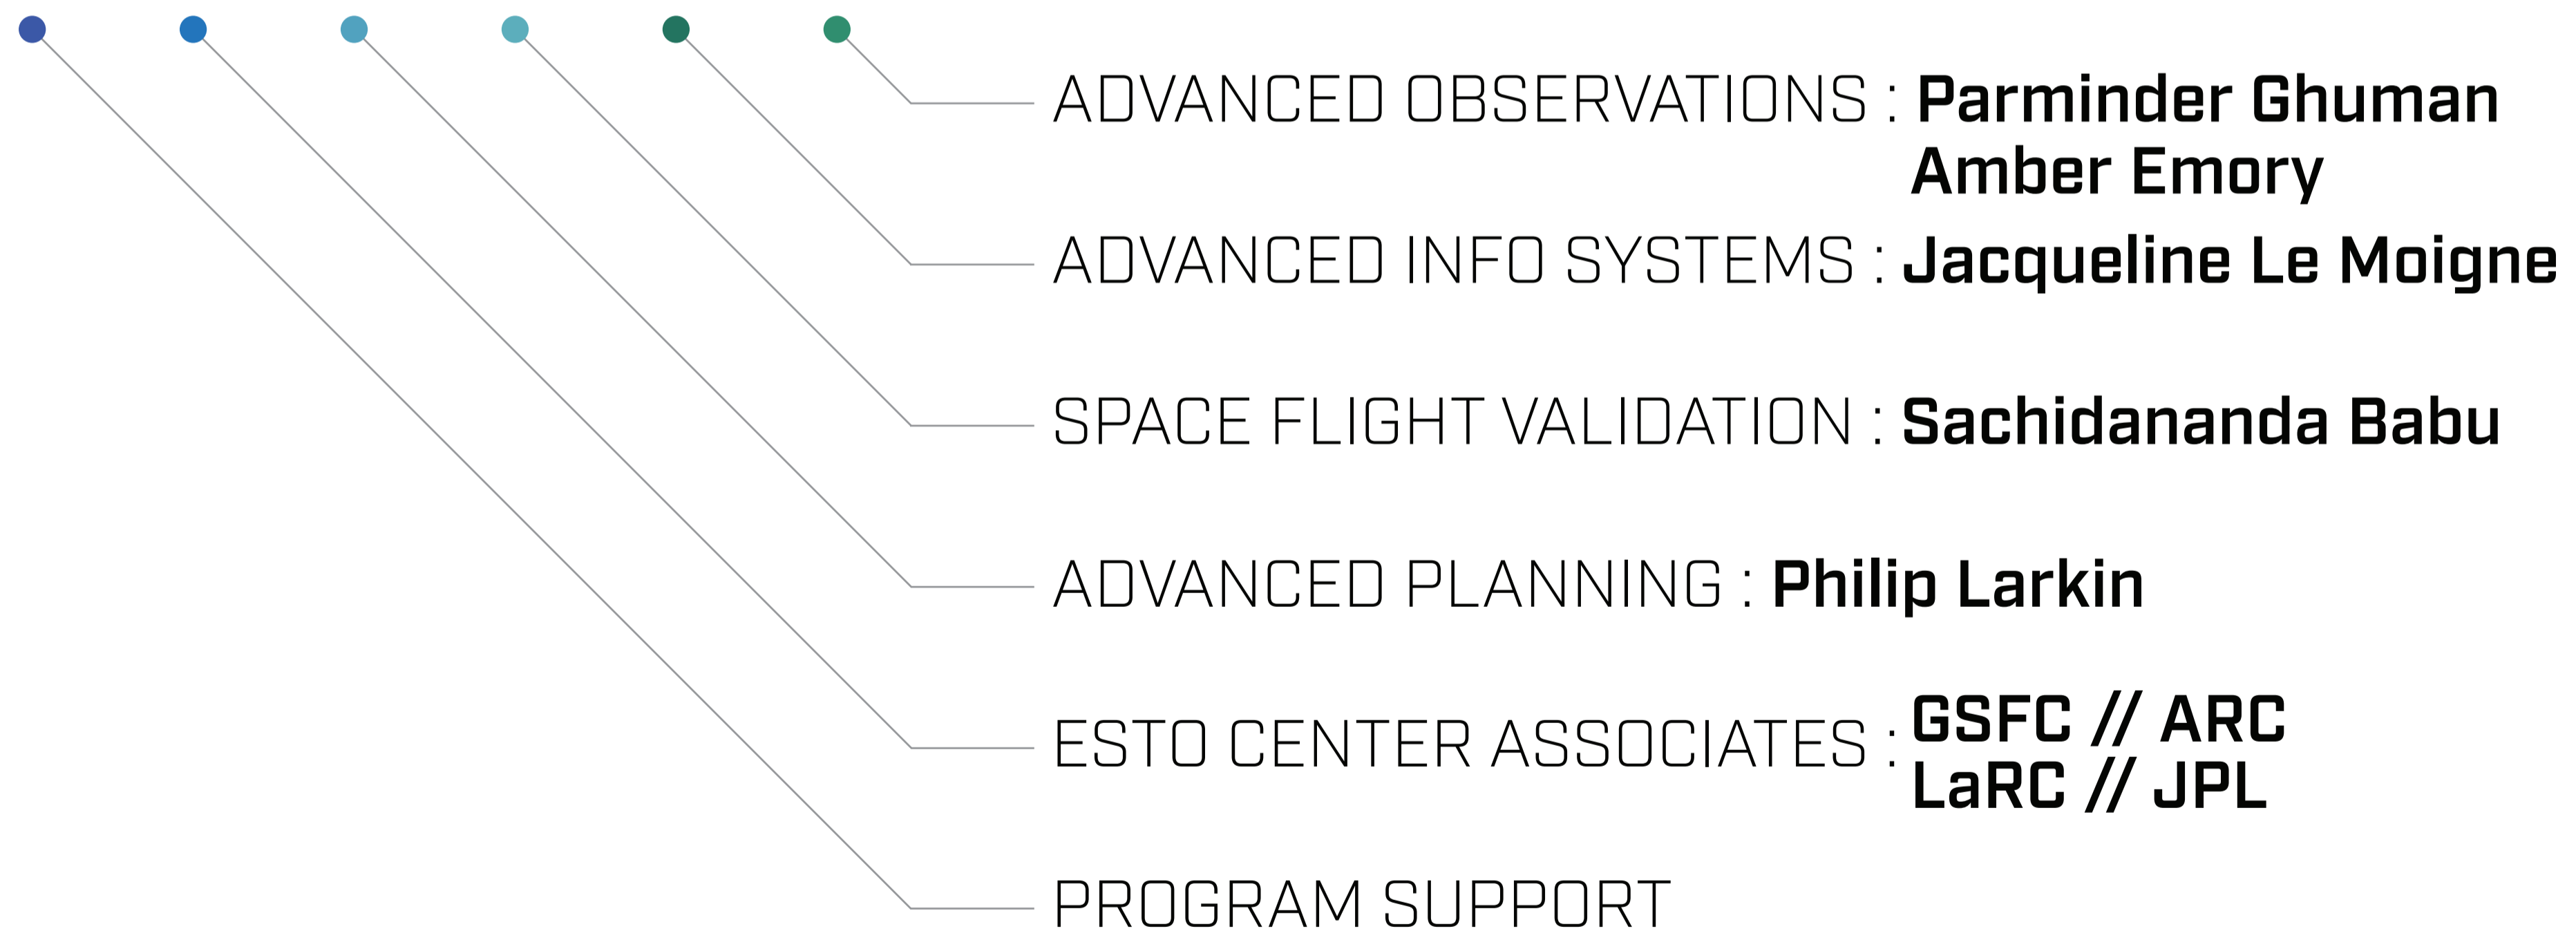 ADVANCED OBSERVATIONS : Parminder Ghuman
Amber Emory
ADVANCED INFO SYSTEMS : Jacqueline Le Moigne
SPACE FLIGHT VALIDATION : Sachidananda Babu
ADVANCED PLANNING : Philip Larkin
ESTO CENTER ASSOCIATES : GSFC // ARC
LaRC // JPL
PROGRAM SUPPORT